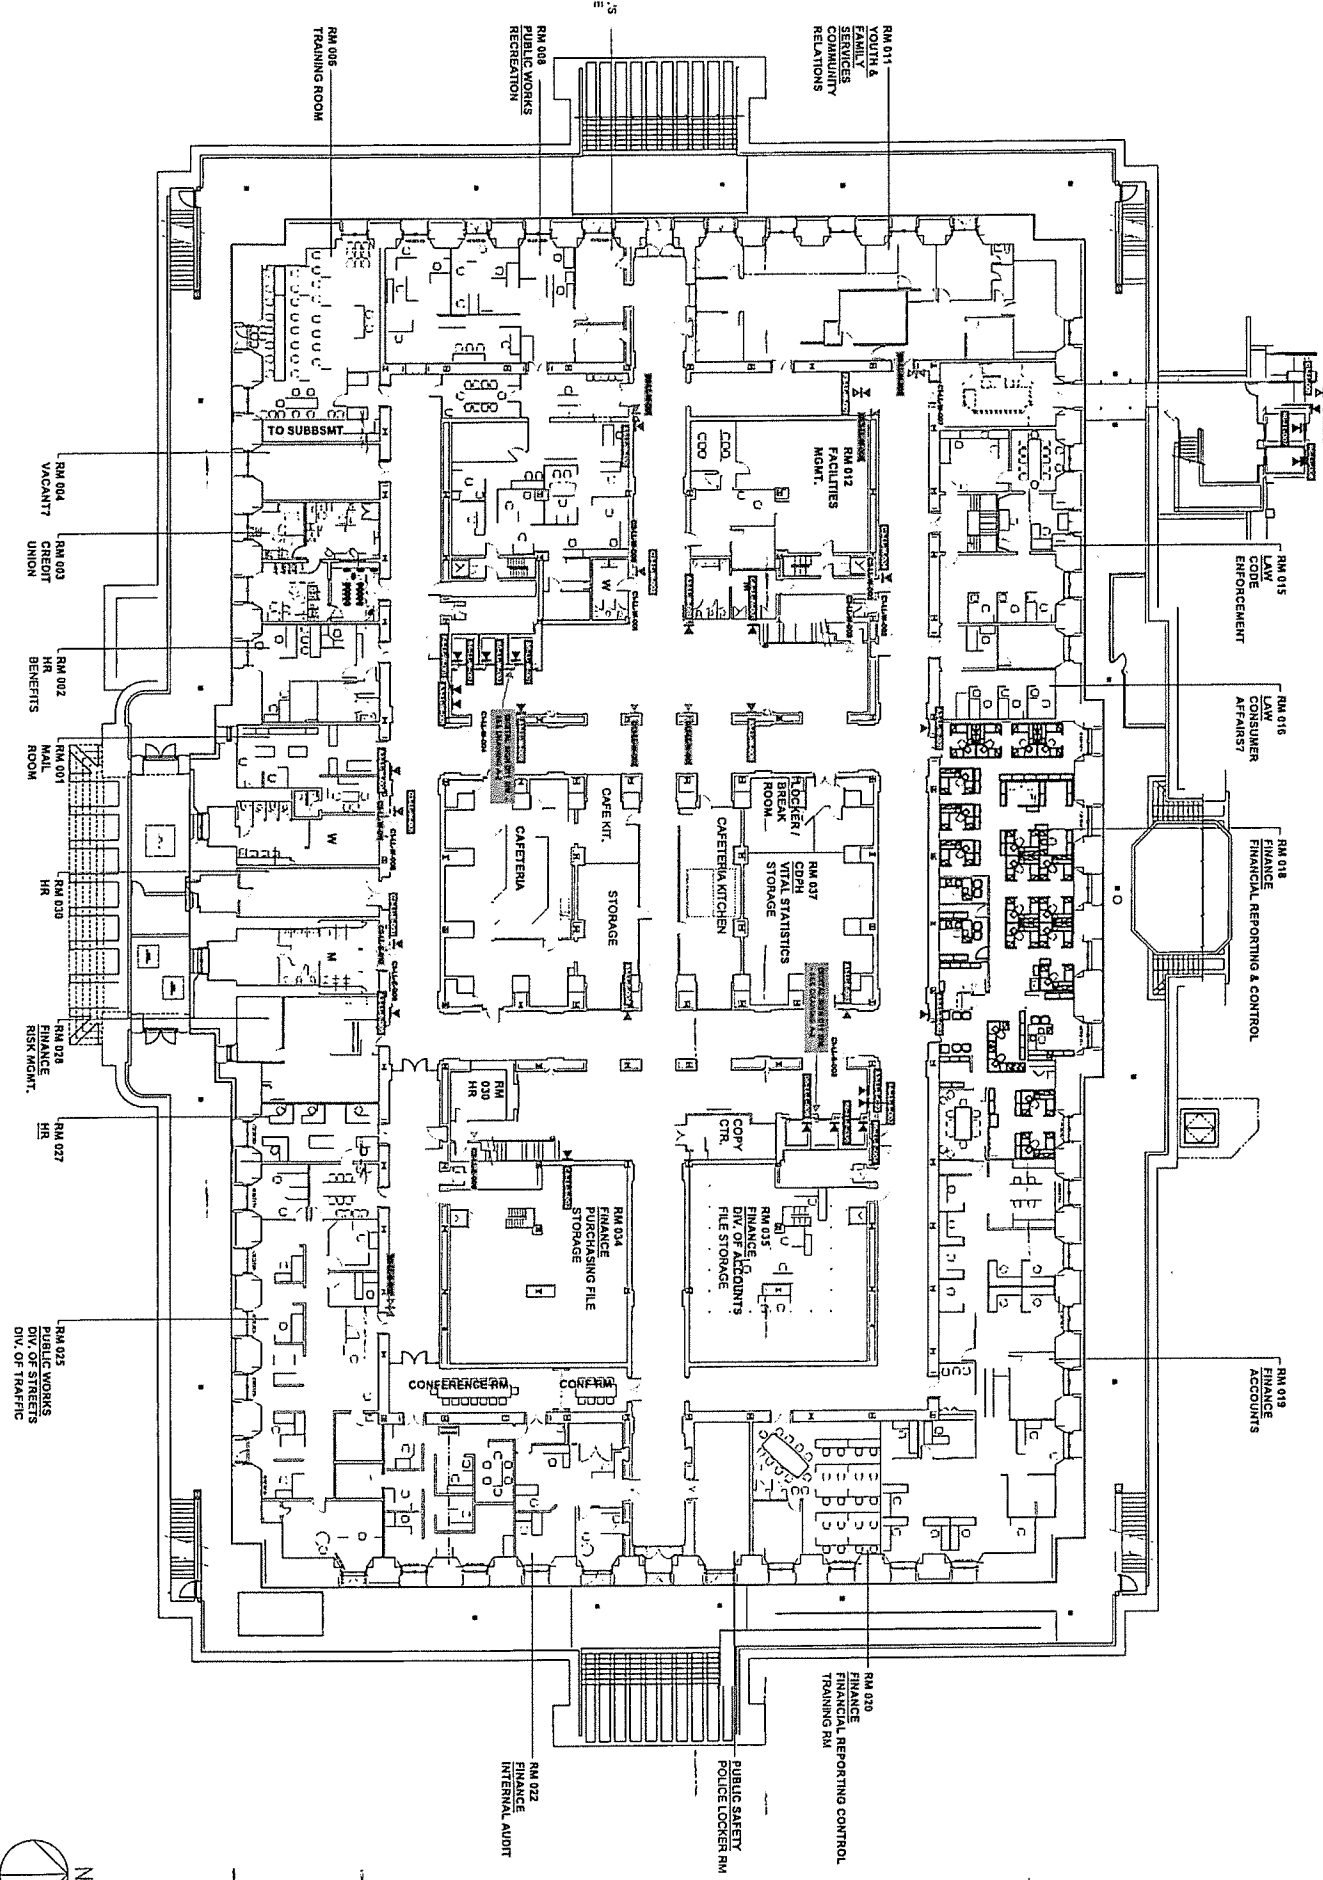 RM 011
YOUTH &
FAMILY
SERVICES
COMMUNITY
RELATIONS
RM 008
PUBLIC WORKS
RECREATION
RM 006
TRAINING ROOM
TO SUBBSMT.
RM 004
VACANT?
RM 003
CREDIT
UNION
RM 002
HR
BENEFITS
RM 001
MAIL
ROOM
RM 030
HR
RM 028
FINANCE
RISK MGMT.
RM 027
HR
RM 025
PUBLIC WORKS
DIV. OF STREETS
DIV. OF TRAFFIC
RM 012
FACILITIES
MGMT.
W
W
M
RM 015
LAW
CODE
ENFORCEMENT
RM 016
LAW
CONSUMER
AFFAIRS?
RM 018
FINANCE
FINANCIAL REPORTING & CONTROL
RM 019
FINANCE
ACCOUNTS
LOCKER /
BREAK
ROOM
RM 037
CDPH
VITAL STATISTICS
STORAGE
CAFETERIA KITCHEN
CAFE KIT.
STORAGE
CAFETERIA
RM
030
HR
COPY
CTR.
RM 034
FINANCE
PURCHASING FILE
STORAGE
RM 035
FINANCE
DIV. OF ACCOUNTS
FILE STORAGE
CONFERENCE RM
CONF RM
RM 020
FINANCE
FINANCIAL REPORTING CONTROL
TRAINING RM
PUBLIC SAFETY
POLICE LOCKER RM
RM 022
FINANCE
INTERNAL AUDIT
N